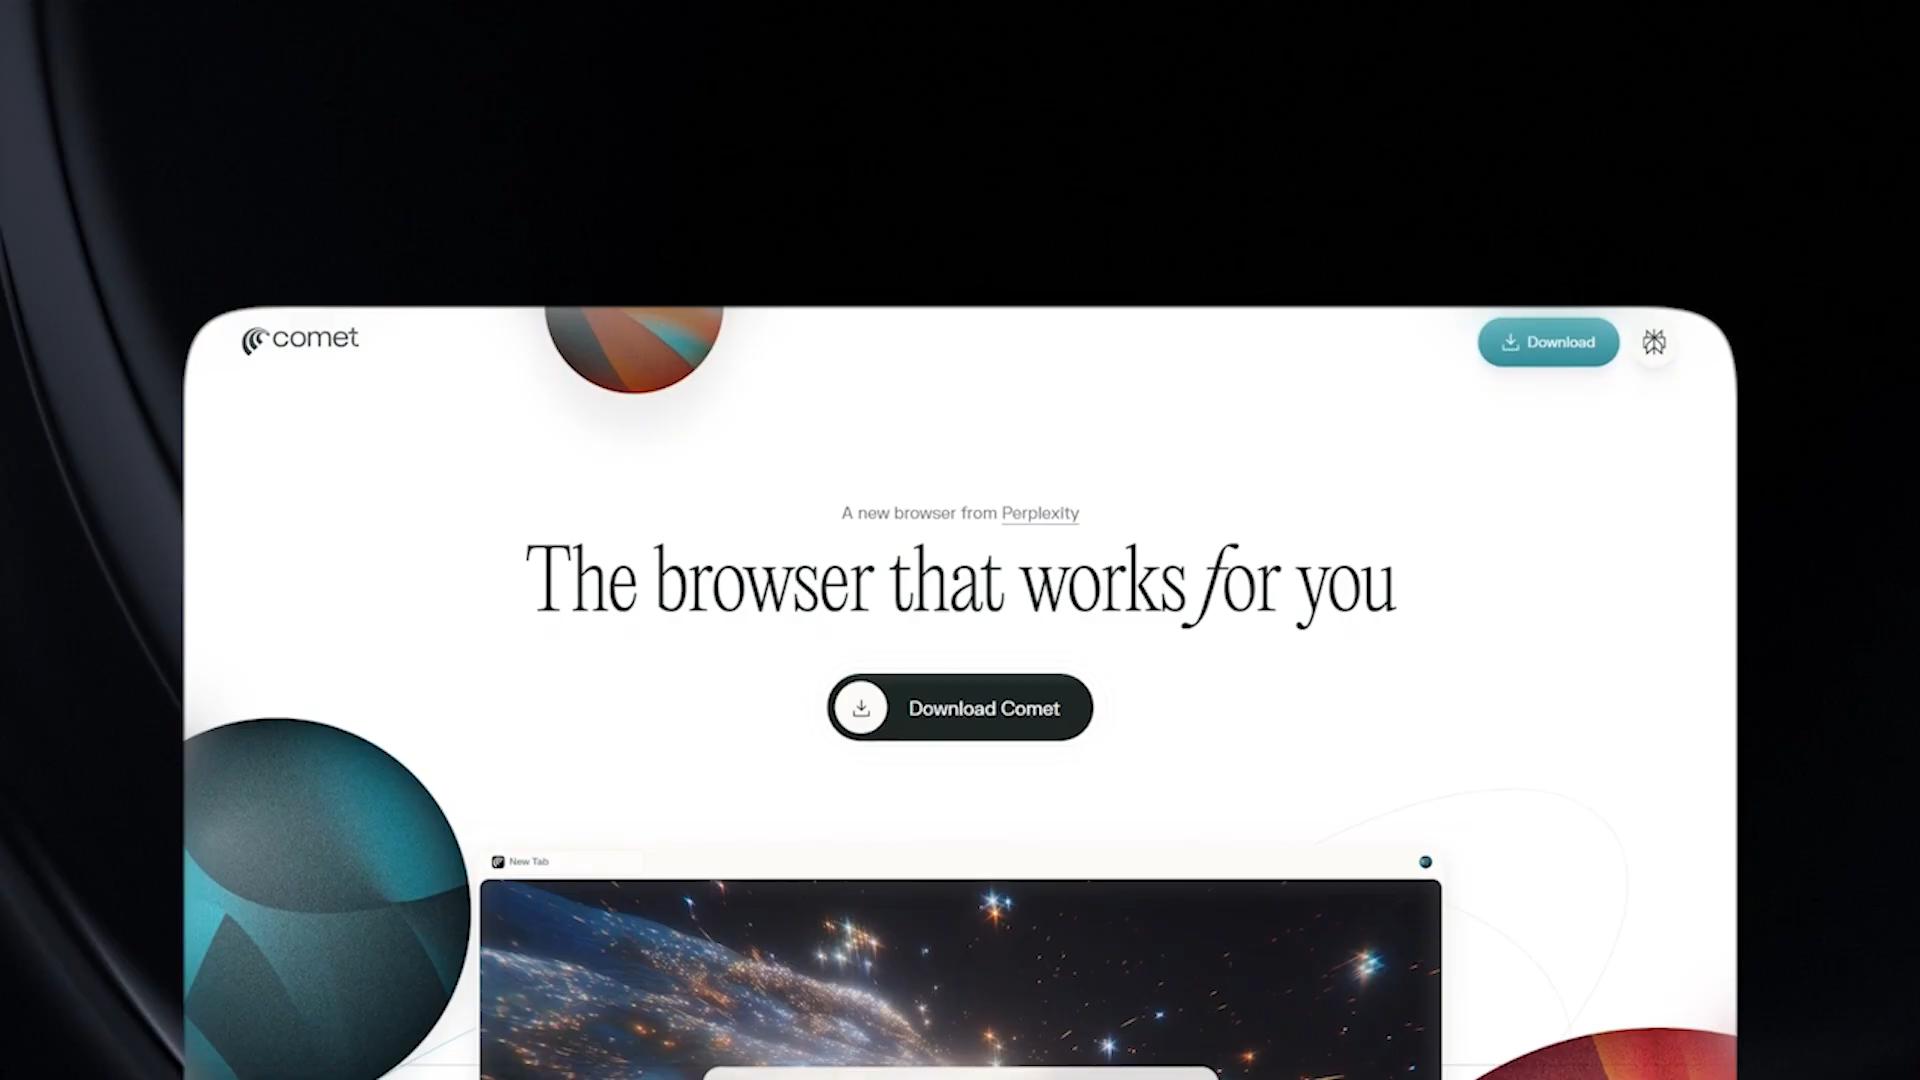 comet
Download
A new browser from Perplexity
The browser that works for you
Download Comet
New Tab